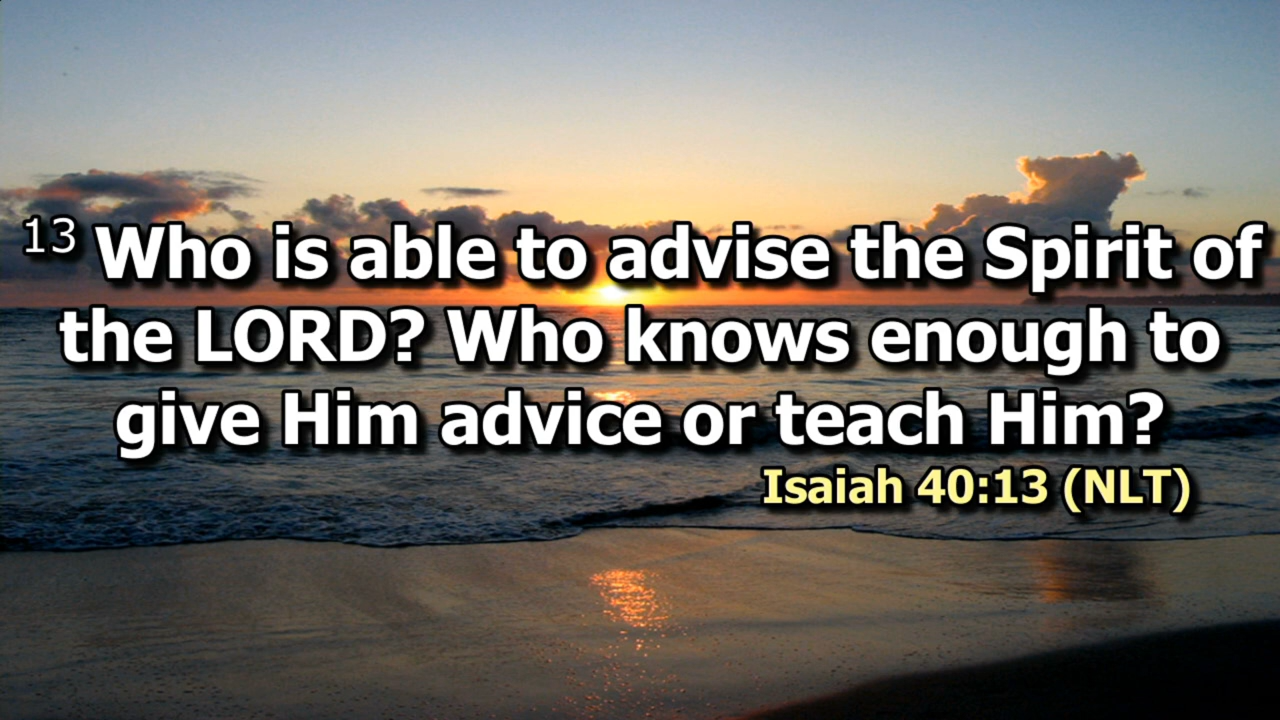 13 Who is able to advise the Spirit of
the LORD? Who knows enough to
give Him advice or teach Him?
Isaiah 40:13 (NLT)